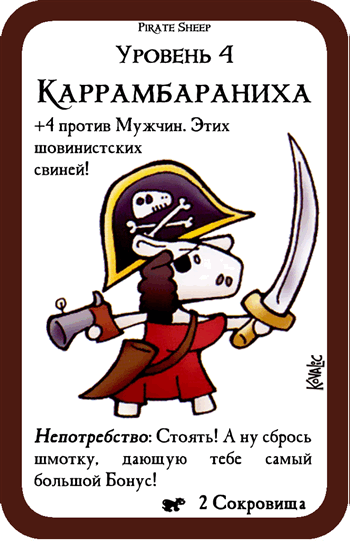 Pirate Sheep
Уровень 4
Каррамбараниха
+4 против Мужчин. Этих
шовинистских
свиней!
Kovalic
Непотребство: Стоять! А ну сбрось
шмотку, дающую тебе самый
большой Бонус!
2 Сокровища